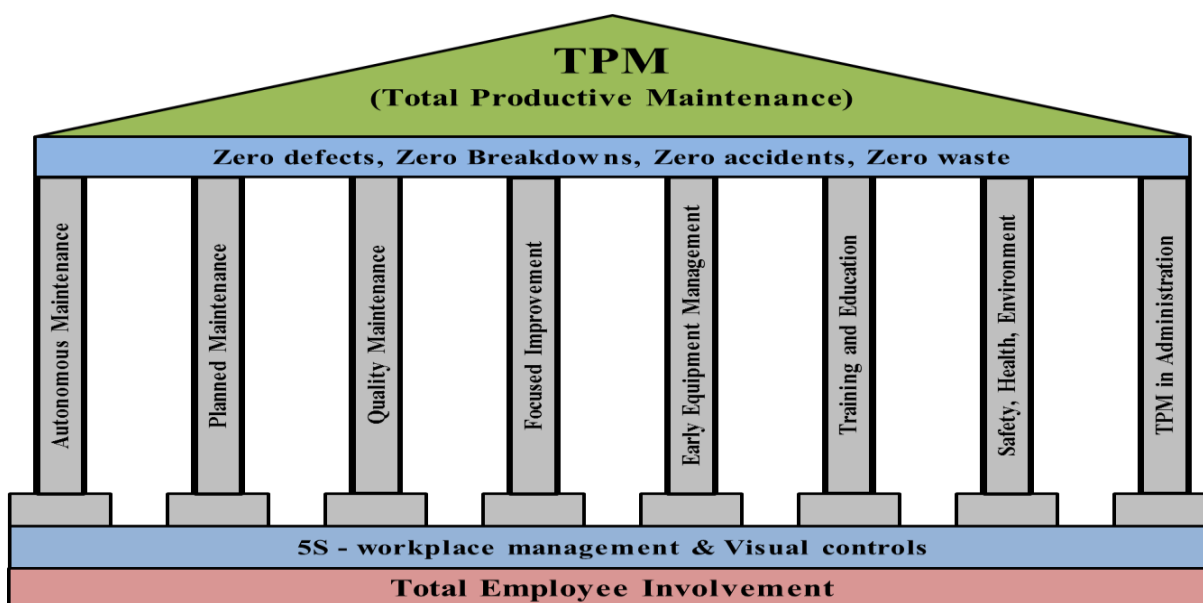 TPM
(Total Productive Maintenance)
Zero defects, Zero Breakdowns, Zero accidents, Zero waste
Autonomous Maintenance
Planned Maintenance
Quality Maintenance
Focused Improvement
Early Equipment Management
Training and Education
Safety, Health, Environment
TPM in Administration
5S - workplace management & Visual controls
Total Employee Involvement